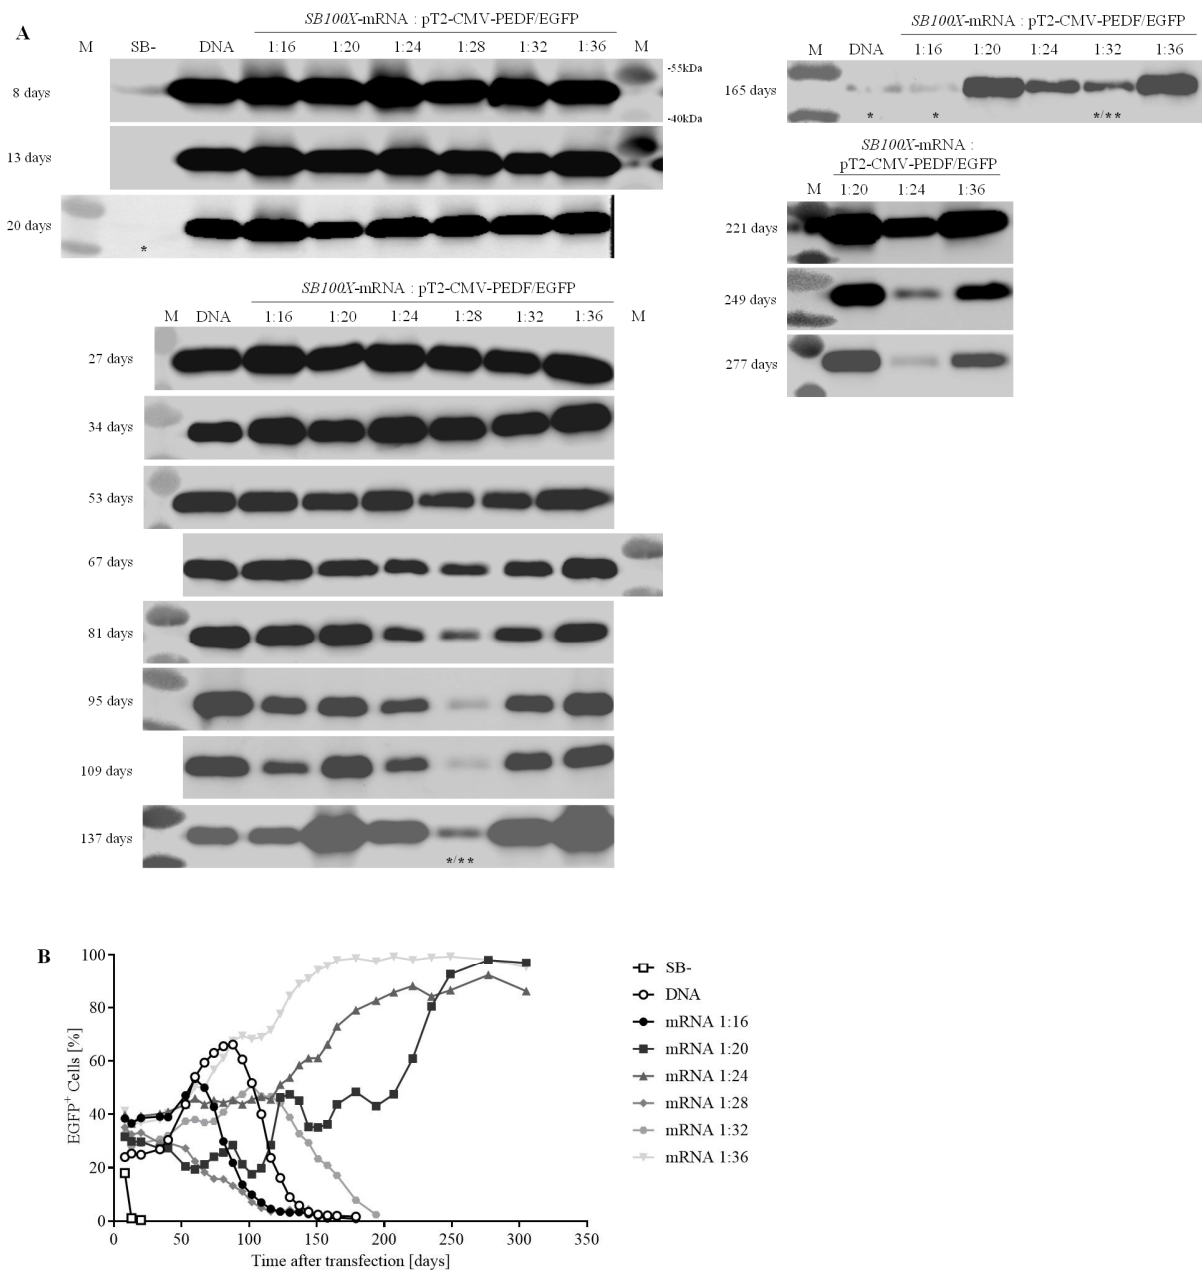 A
SB100X-mRNA : pT2-CMV-PEDF/EGFP
M SB- DNA 1:16 1:20 1:24 1:28 1:32 1:36 M
8 days
-55kDa
-40kDa
13 days
20 days
*
SB100X-mRNA : pT2-CMV-PEDF/EGFP
M DNA 1:16 1:20 1:24 1:28 1:32 1:36 M
27 days
34 days
53 days
67 days
81 days
95 days
109 days
137 days
*/**
SB100X-mRNA : pT2-CMV-PEDF/EGFP
M DNA 1:16 1:20 1:24 1:32 1:36
165 days
* * */**
SB100X-mRNA :
pT2-CMV-PEDF/EGFP
M 1:20 1:24 1:36
221 days
249 days
277 days
B
EGFP+ Cells [%]
100
80
60
40
20
0
0 50 100 150 200 250 300 350
Time after transfection [days]
SB-
DNA
mRNA 1:16
mRNA 1:20
mRNA 1:24
mRNA 1:28
mRNA 1:32
mRNA 1:36